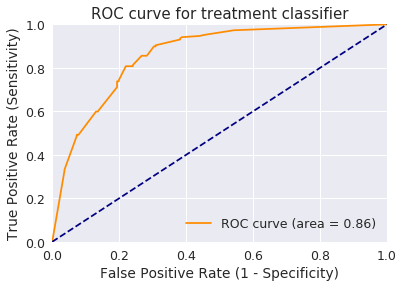 ROC curve for treatment classifier
True Positive Rate (Sensitivity)
1.0
0.8
0.6
0.4
0.2
0.0
ROC curve (area = 0.86)
0.0 0.2 0.4 0.6 0.8 1.0
False Positive Rate (1 - Specificity)